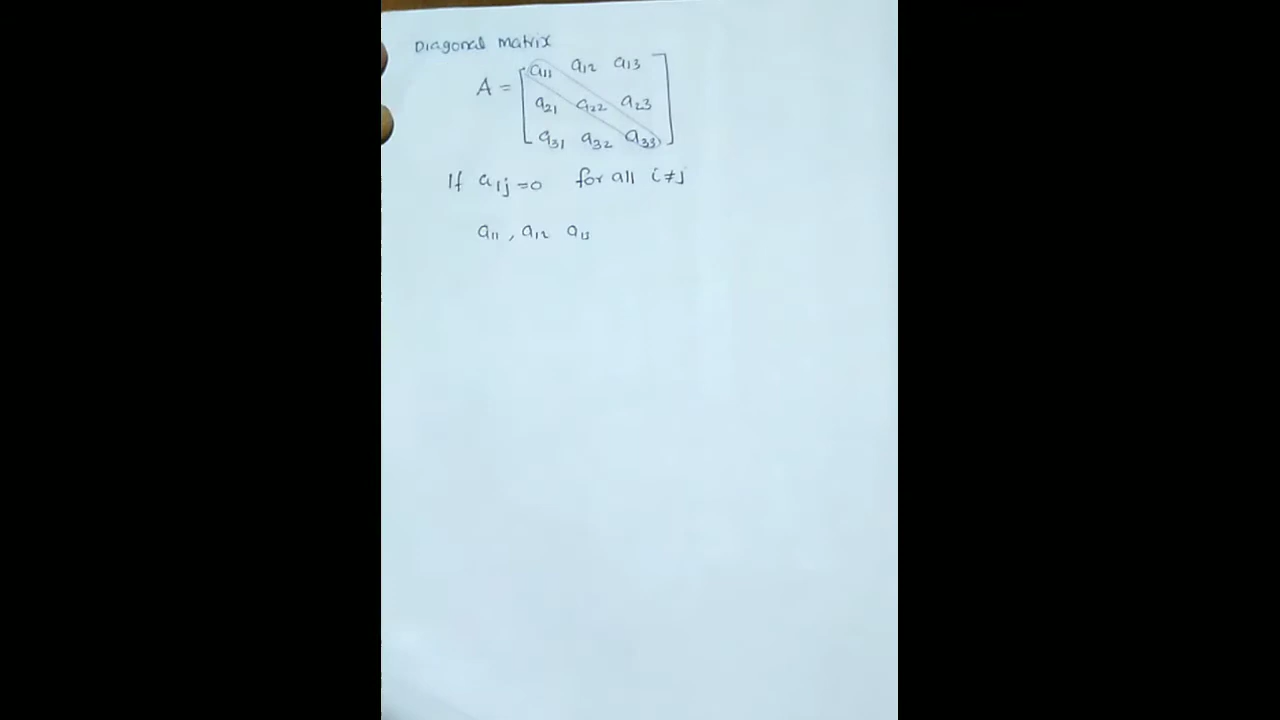 Diagonal matrix
a11 a12 a13
A =
a21 a22 a23
a31 a32 a33
If aij =0 for all i≠j
a11 , a12 a13